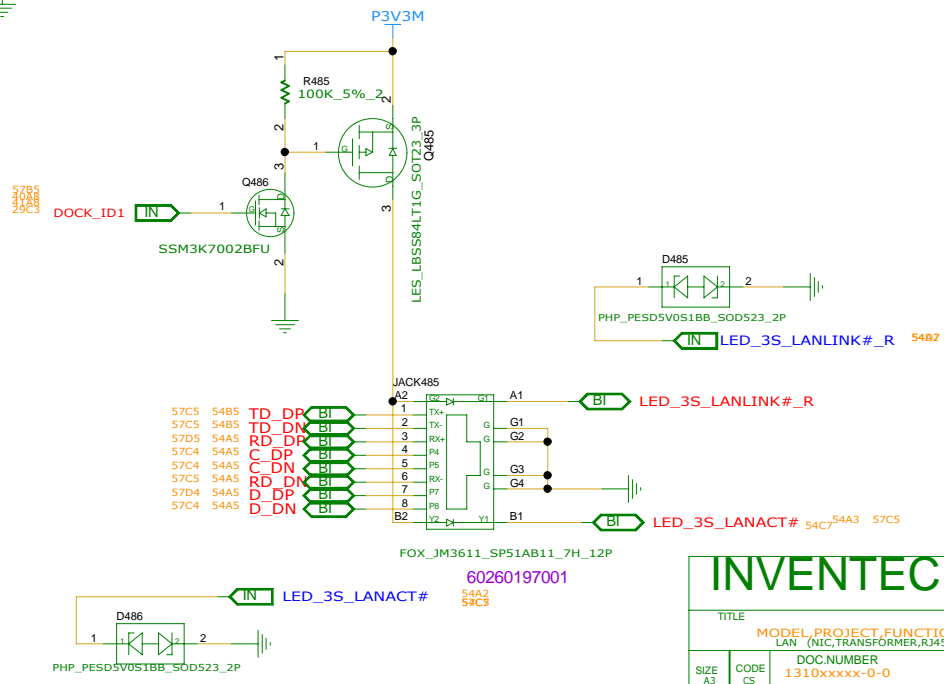 P3V3M
1
R485
100K_5%_2
2
2
1
3
LES_LBSS84LT1G_SOT23_3P
Q485
G
S
D
3
57B5
41A8
29C3
DOCK_ID1
IN
1
Q486
G
D
S
SSM3K7002BFU
2
D485
1
1
2
2
PHP_PESD5V0S1BB_SOD523_2P
IN
LED_3S_LANLINK#_R
JACK485
A2
G2
G1
A1
BI
LED_3S_LANLINK#_R
57C5 54B5 TD_DP BI 1 TX+
57C5 54B5 TD_DN BI 2 TX-
57D5 54A5 RD_DP BI 3 RX+
57C4 54A5 C_DP BI 4 P4
57C4 54A5 C_DN BI 5 P5
57C5 54A5 RD_DN BI 6 RX-
57D4 54A5 D_DP BI 7 P7
57C4 54A5 D_DN BI 8 P8
G G1
G G2
G G3
G G4
B2
Y2
Y1
B1
BI
LED_3S_LANACT#
54C7 54A3 57C5
FOX_JM3611_SP51AB11_7H_12P
60260197001
54A2
IN
LED_3S_LANACT#
D486
1
1
2
2
PHP_PESD5V0S1BB_SOD523_2P
INVENTEC
TITLE
MODEL,PROJECT,FUNCTIO
LAN (NIC,TRANSFORMER,RJ45
SIZE
A3
CODE
CS
DOC.NUMBER
1310xxxxx-0-0